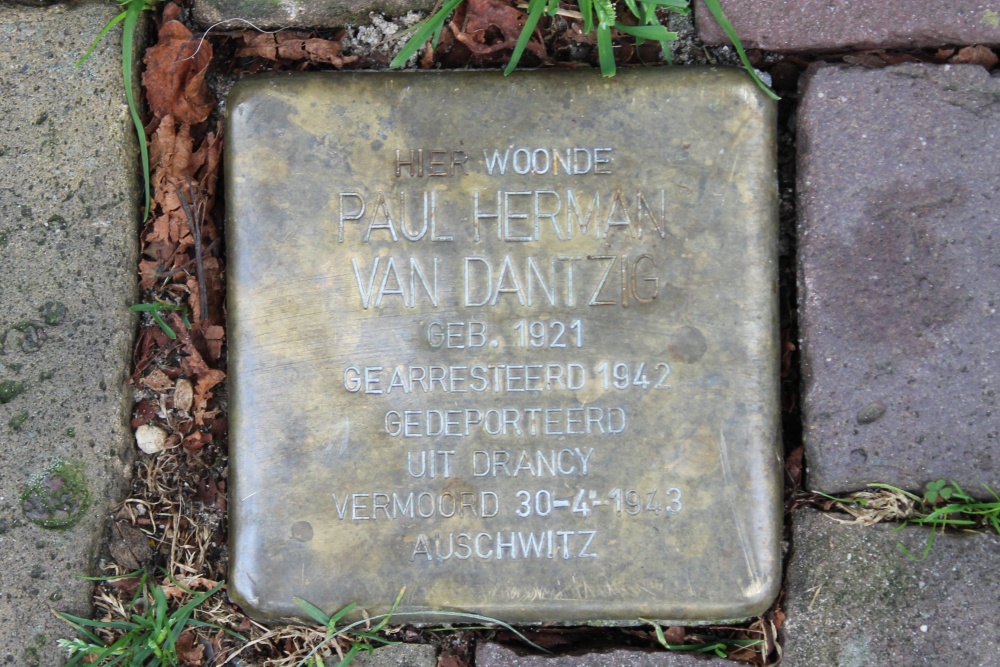 HIER WOONDE
PAUL HERMAN
VAN DANTZIG
GEB. 1921
GEARRESTEERD 1942
GEDEPORTEERD
UIT DRANCY
VERMOORD 30-4-1943
AUSCHWITZ